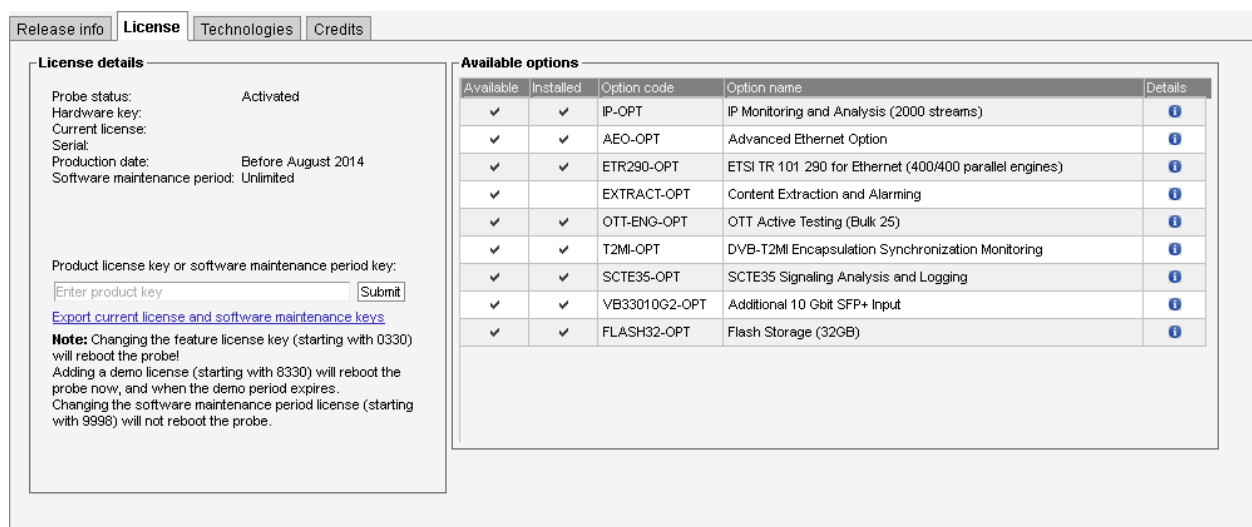 Release info License Technologies Credits
License details
Probe status: Activated
Hardware key:
Current license:
Serial:
Production date: Before August 2014
Software maintenance period: Unlimited
Product license key or software maintenance period key:
Enter product key Submit
Export current license and software maintenance keys
Note: Changing the feature license key (starting with 0330)
will reboot the probe!
Adding a demo license (starting with 8330) will reboot the
probe now, and when the demo period expires.
Changing the software maintenance period license (starting
with 9998) will not reboot the probe.
Available options
Available Installed Option code Option name Details
IP-OPT IP Monitoring and Analysis (2000 streams)
AEO-OPT Advanced Ethernet Option
ETR290-OPT ETSI TR 101 290 for Ethernet (400/400 parallel engines)
EXTRACT-OPT Content Extraction and Alarming
OTT-ENG-OPT OTT Active Testing (Bulk 25)
T2MI-OPT DVB-T2MI Encapsulation Synchronization Monitoring
SCTE35-OPT SCTE35 Signaling Analysis and Logging
VB33010G2-OPT Additional 10 Gbit SFP+ Input
FLASH32-OPT Flash Storage (32GB)